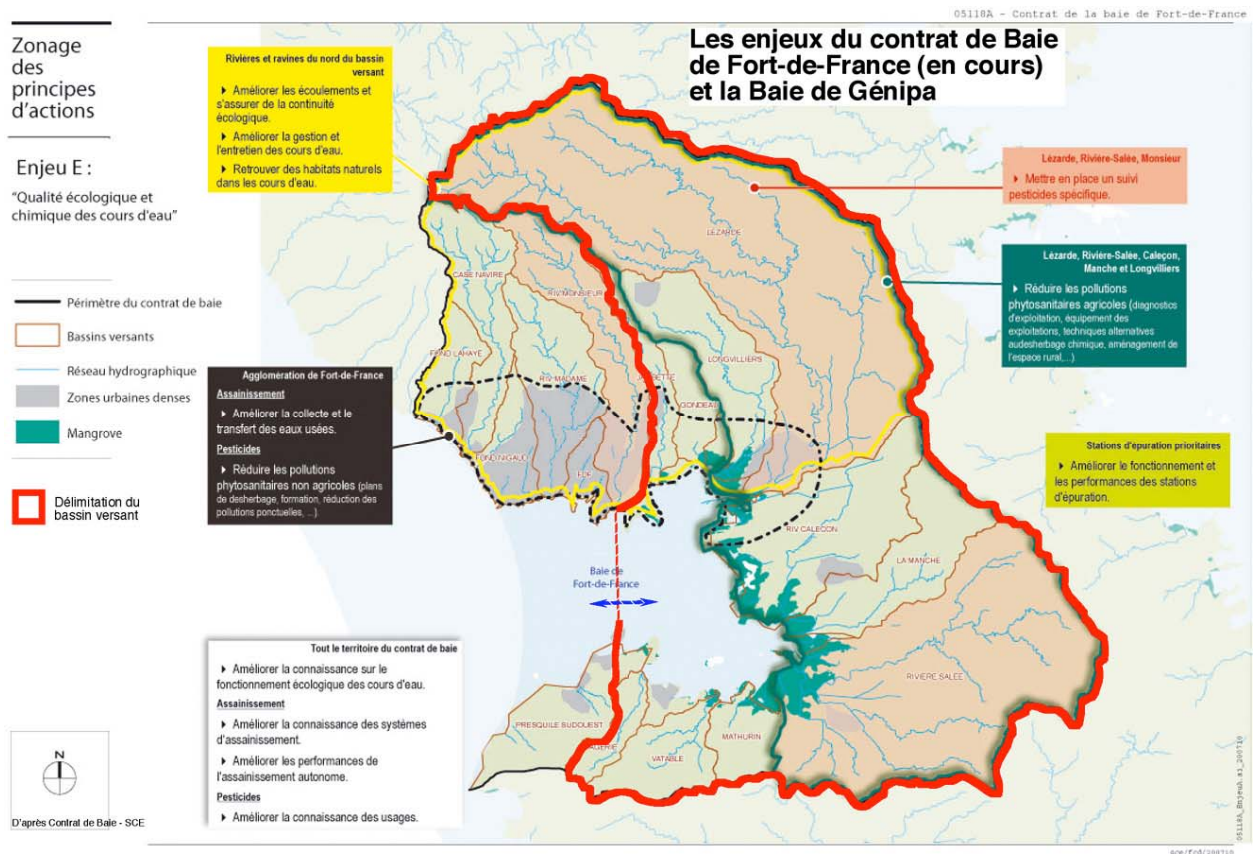 05118A - Contrat de la baie de Fort-de-France
Zonage
des
principes
d'actions
Enjeu E :
"Qualité écologique et
chimique des cours d'eau"
Périmètre du contrat de baie
Bassins versants
Réseau hydrographique
Zones urbaines denses
Mangrove
Délimitation du
bassin versant
N
D'après Contrat de Baie - SCE
Les enjeux du contrat de Baie
de Fort-de-France (en cours)
et la Baie de Génipa
Rivières et ravines du nord du bassin
versant
Améliorer les écoulements et
s'assurer de la continuité
écologique.
Améliorer la gestion et
l'entretien des cours d'eau.
Retrouver des habitats naturels
dans les cours d'eau.
Lézarde, Rivière-Salée, Monsieur
Mettre en place un suivi
pesticides spécifique.
Lézarde, Rivière-Salée, Caleçon,
Manche et Longvilliers
Réduire les pollutions
phytosanitaires agricoles (diagnostics
d'exploitation, équipement des
exploitations, techniques alternatives
audesherbage chimique, aménagement de
l'espace rural,...)
Agglomération de Fort-de-France
Assainissement
Améliorer la collecte et le
transfert des eaux usées.
Pesticides
Réduire les pollutions
phytosanitaires non agricoles (plans
de desherbage, formation, réduction des
pollutions ponctuelles, ...).
Stations d'épuration prioritaires
Améliorer le fonctionnement et
les performances des stations
d'épuration.
Tout le territoire du contrat de baie
Améliorer la connaissance sur le
fonctionnement écologique des cours d'eau.
Assainissement
Améliorer la connaissance des systèmes
d'assainissement.
Améliorer les performances de
l'assainissement autonome.
Pesticides
Améliorer la connaissance des usages.
LÉZARDE
CASE NAVIRE
RIV MONSIEUR
FOND LAHAYE
RIV MADAME
LONGVILLIERS
GONDEAU
FOND NIGAUD
FDF
RIV CALEÇON
LA MANCHE
Baie de
Fort-de-France
RIVIÈRE SALÉE
PRESQUILE SUDOUEST
VATABLE
MATHURIN
sce/fcd/200710